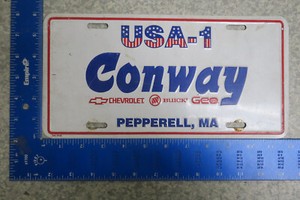 USA-1
Conway
CHEVROLET BUICK Geo
PEPPERELL, MA